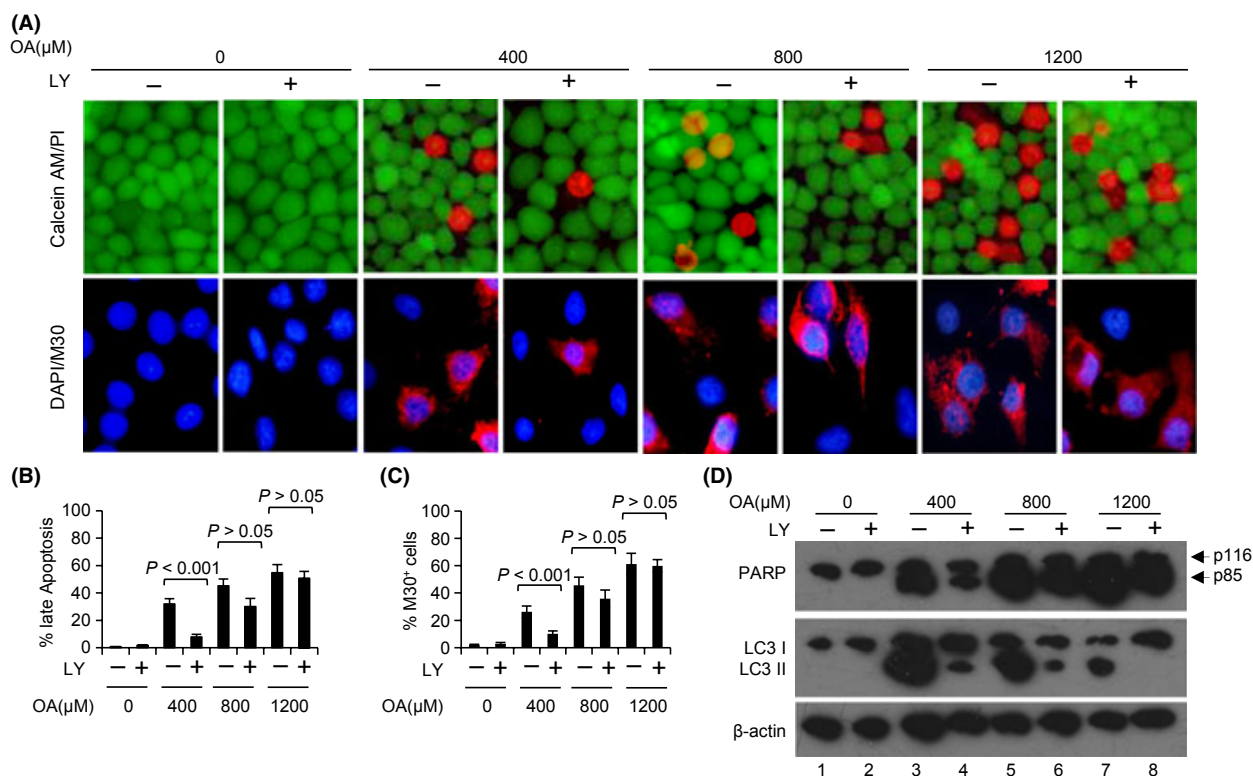 (A)
OA(µM)
0 400 800 1200
LY – + – + – + – +
Calcein AM/PI
DAPI/M30
(B)
% late Apoptosis
100
80
60
40
20
0
P < 0.001
P > 0.05
P > 0.05
LY – + – + – + – +
OA(µM) 0 400 800 1200
(C)
% M30+ cells
100
80
60
40
20
0
P < 0.001
P > 0.05
P > 0.05
LY – + – + – + – +
OA(µM) 0 400 800 1200
(D)
OA(µM) 0 400 800 1200
LY – + – + – + – +
PARP
p116
p85
LC3 I
LC3 II
β-actin
1 2 3 4 5 6 7 8